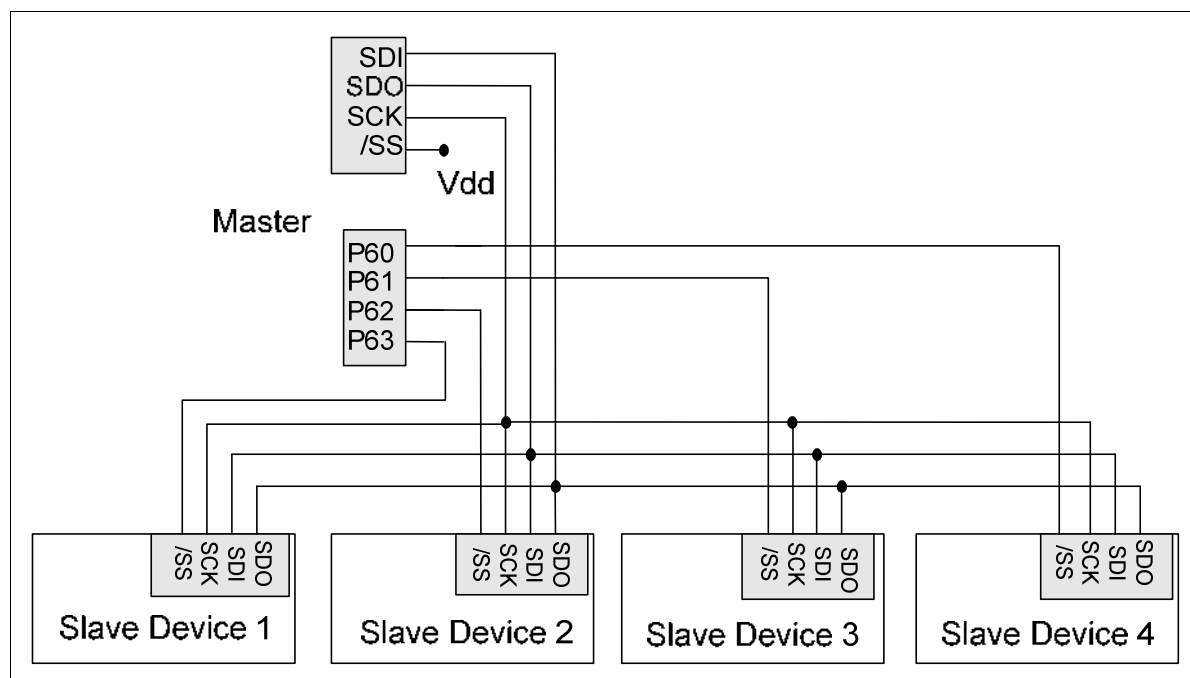 SDI
SDO
SCK
/SS
Vdd
Master
P60
P61
P62
P63
/SS
SCK
SDI
SDO
Slave Device 1
/SS
SCK
SDI
SDO
Slave Device 2
/SS
SCK
SDI
SDO
Slave Device 3
/SS
SCK
SDI
SDO
Slave Device 4